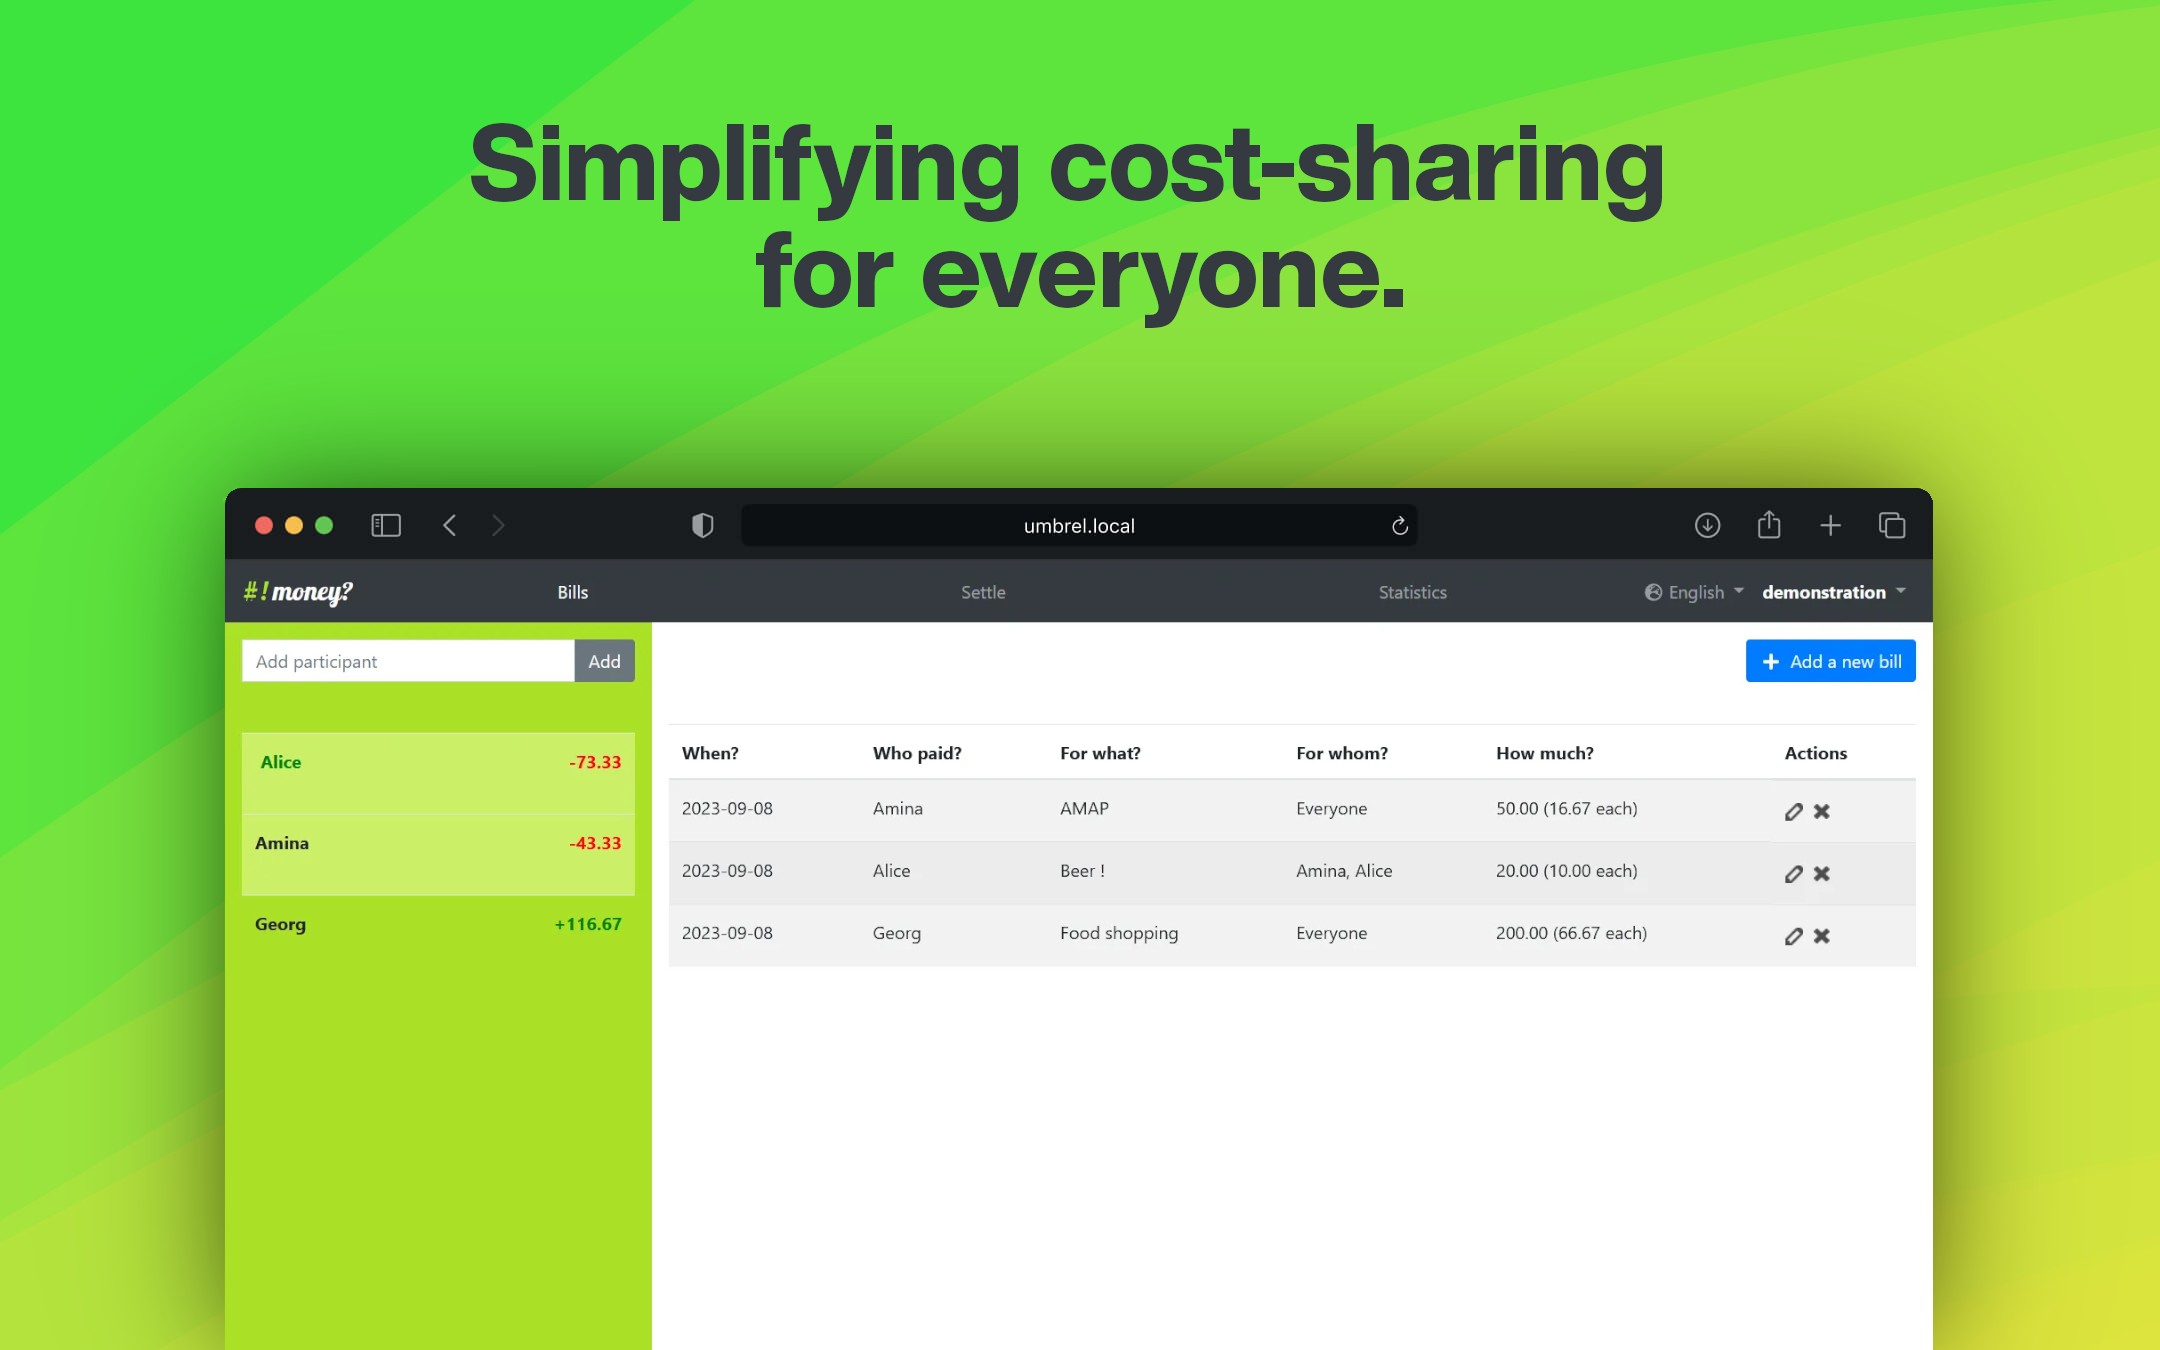 Simplifying cost-sharing
for everyone.
umbrel.local
#! money?
Bills
Settle
Statistics
English
demonstration
Add participant
Add
Add a new bill
Alice -73.33
Amina -43.33
Georg +116.67
When? Who paid? For what? For whom? How much? Actions
2023-09-08 Amina AMAP Everyone 50.00 (16.67 each)
2023-09-08 Alice Beer ! Amina, Alice 20.00 (10.00 each)
2023-09-08 Georg Food shopping Everyone 200.00 (66.67 each)